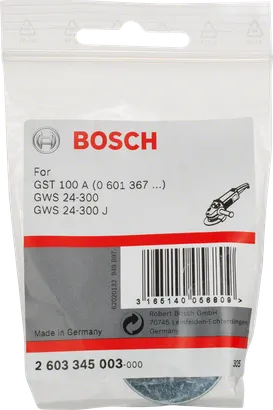 BOSCH
For
GST 100 A (0 601 367 ...)
GWS 24-300
GWS 24-300 J
3 165140 056809 >
Robert Bosch GmbH
70745 Leinfelden-Echterdingen
Germany
Made in
Germany
2 603 345 003-000
305